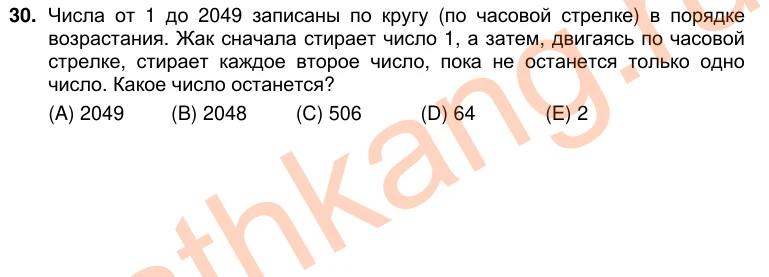 30. Числа от 1 до 2049 записаны по кругу (по часовой стрелке) в порядке
возрастания. Жак сначала стирает число 1, а затем, двигаясь по часовой
стрелке, стирает каждое второе число, пока не останется только одно
число. Какое число останется?
(A) 2049 (B) 2048 (C) 506 (D) 64 (E) 2
athkang.ru